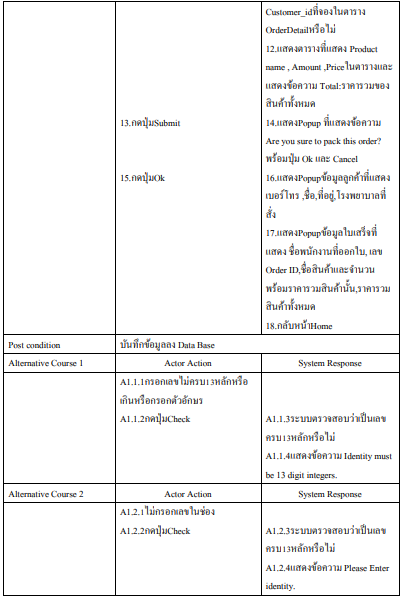 Customer_idที่จองในตาราง
OrderDetailหรือไม่
12.แสดงตารางที่แสดง Product
name , Amount ,Priceในตารางและ
แสดงข้อความ Total:ราคารวมของ
สินค้าทั้งหมด
13.กดปุ่มSubmit
14.แสดงPopup ที่แสดงข้อความ
Are you sure to pack this order?
พร้อมปุ่ม Ok และ Cancel
15.กดปุ่มOk
16.แสดงPopupข้อมูลลูกค้าที่แสดง
เบอร์โทร ,ชื่อ,ที่อยู่,โรงพยาบาลที่
สั่ง
17.แสดงPopupข้อมูลใบเสร็จที่
แสดง ชื่อพนักงานที่ออกใบ, เลข
Order ID,ชื่อสินค้าและจำนวน
พร้อมราคารวมสินค้านั้น,ราคารวม
สินค้าทั้งหมด
18.กลับหน้าHome
Post condition บันทึกข้อมูลลง Data Base
Alternative Course 1 Actor Action System Response
A1.1.1กรอกเลขไม่ครบ13หลักหรือ
เกินหรือกรอกตัวอักษร
A1.1.2กดปุ่มCheck
A1.1.3ระบบตรวจสอบว่าเป็นเลข
ครบ13หลักหรือไม่
A1.1.4แสดงข้อความ Identity must
be 13 digit integers.
Alternative Course 2 Actor Action System Response
A1.2.1ไม่กรอกเลขในช่อง
A1.2.2กดปุ่มCheck
A1.2.3ระบบตรวจสอบว่าเป็นเลข
ครบ13หลักหรือไม่
A1.2.4แสดงข้อความ Please Enter
identity.